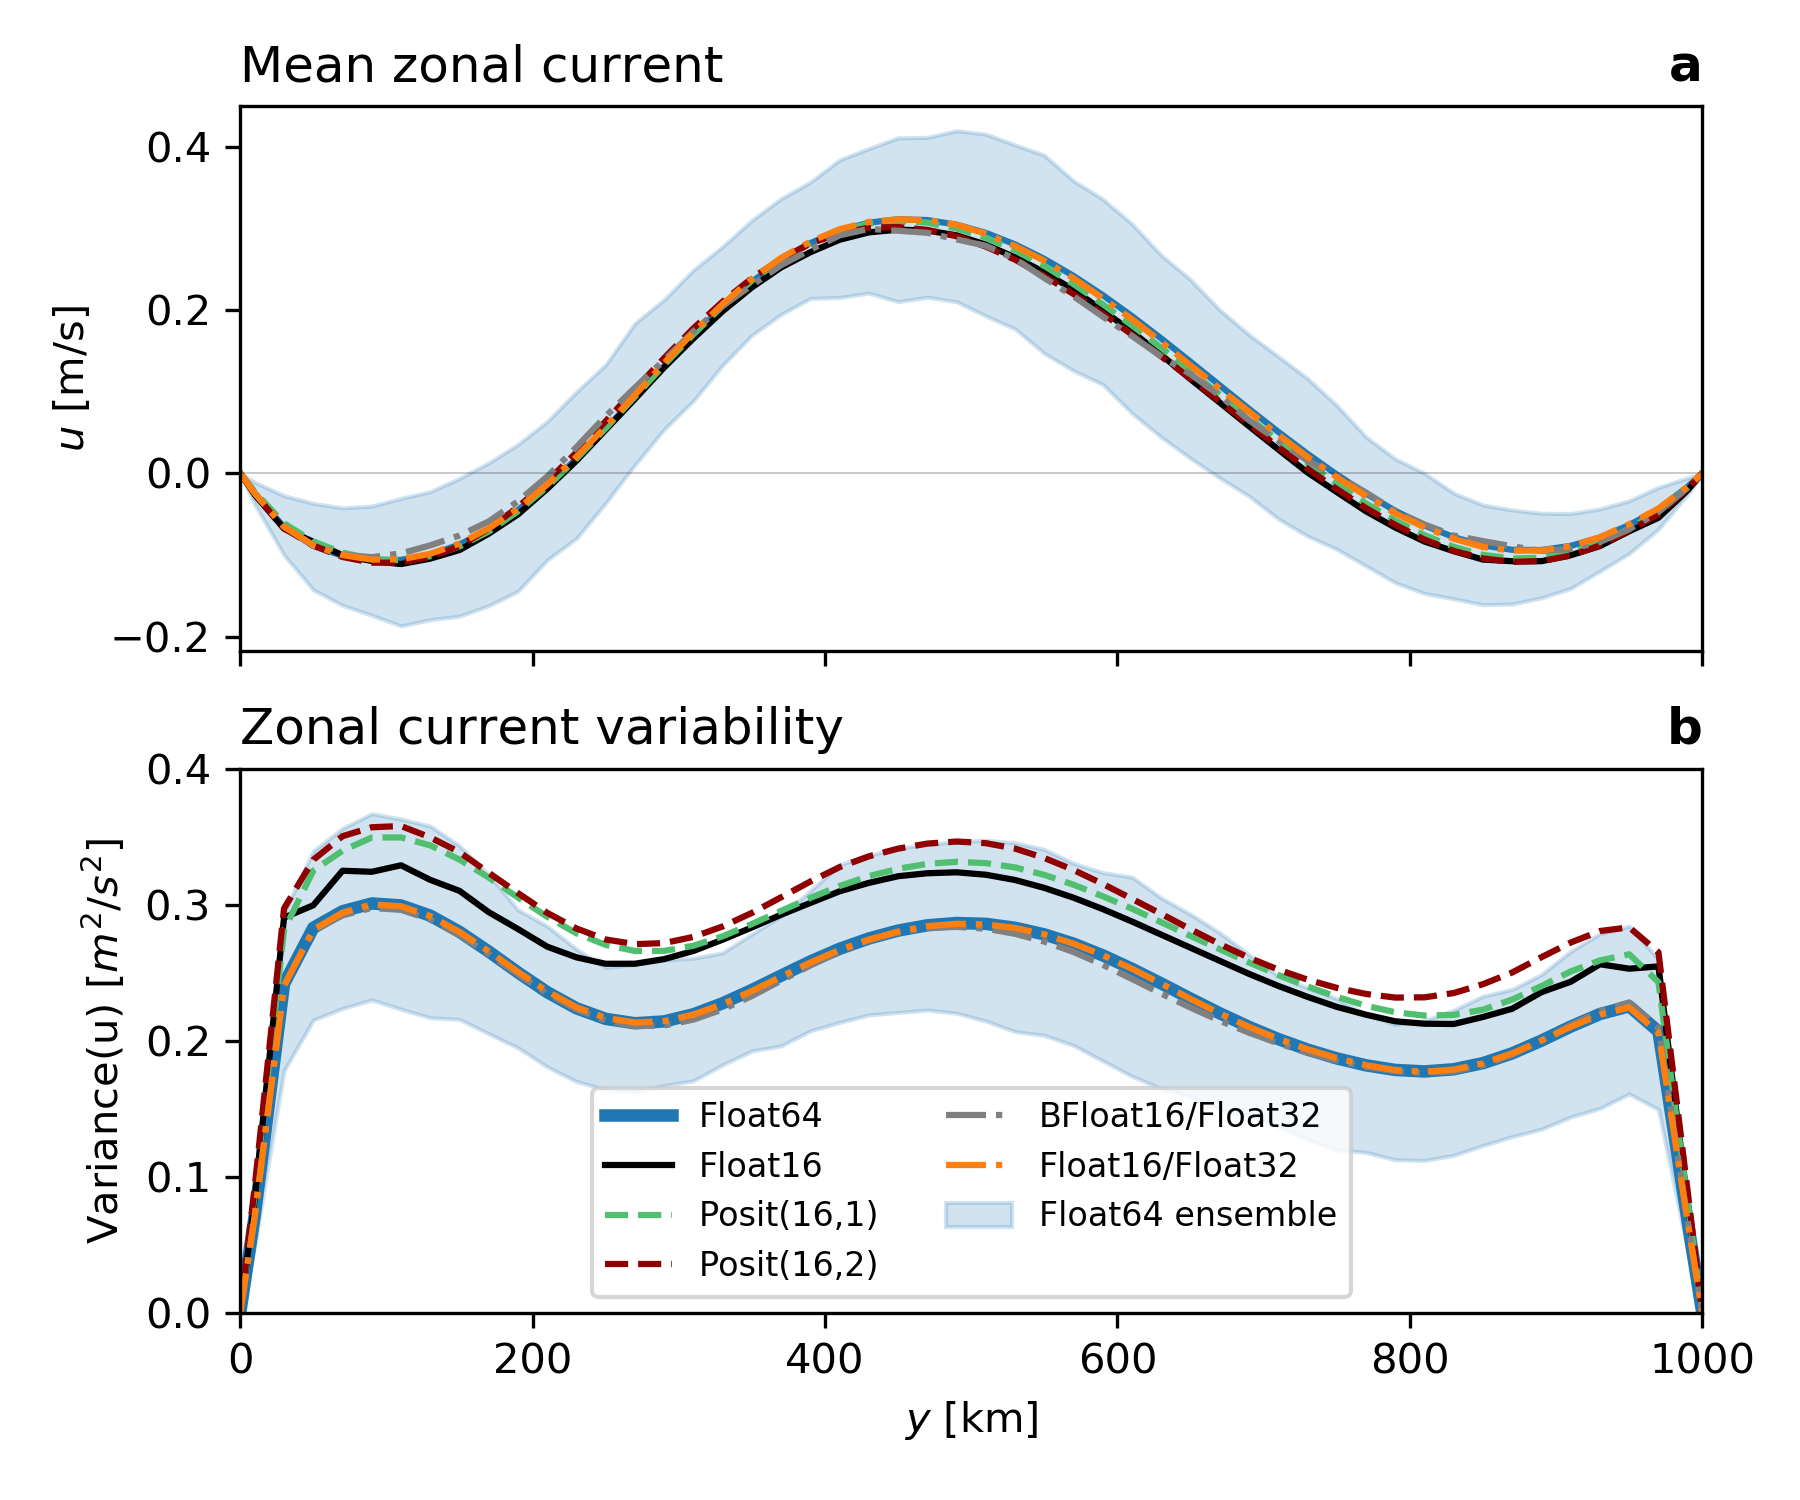 Mean zonal current a
0.4
0.2
0.0
−0.2
u [m/s]
Zonal current variability b
0.4
0.3
0.2
0.1
0.0
Variance(u) [m²/s²]
Float64
Float16
Posit(16,1)
Posit(16,2)
BFloat16/Float32
Float16/Float32
Float64 ensemble
0 200 400 600 800 1000
y [km]